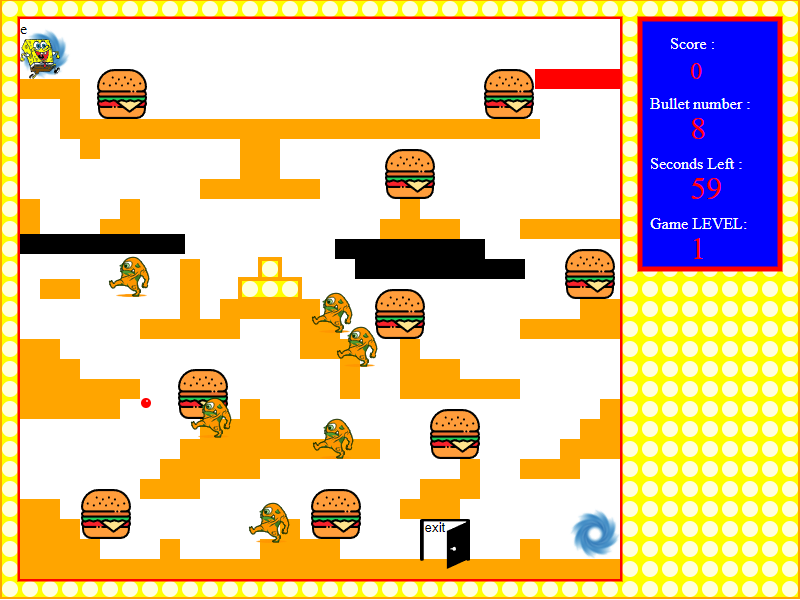 e
Score :
0
Bullet number :
8
Seconds Left :
59
Game LEVEL:
1
exit